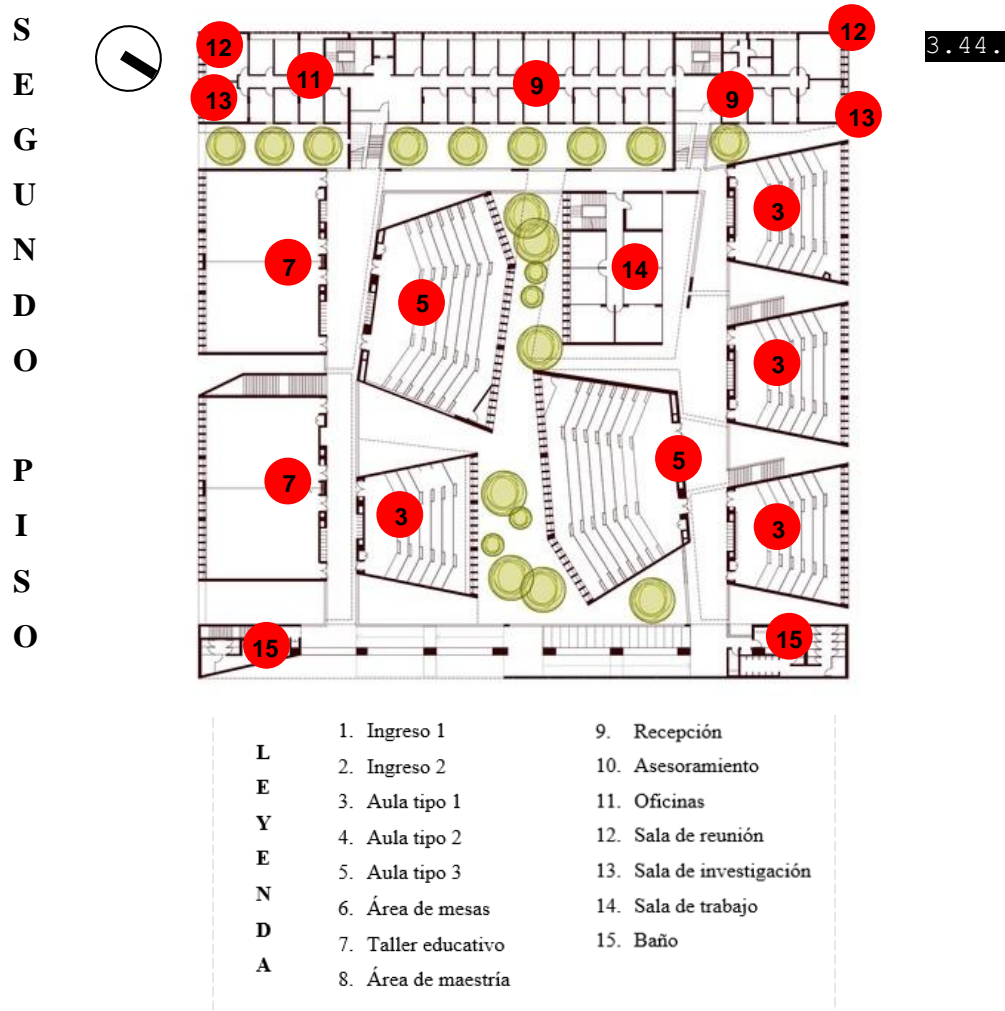 SEGUNDO PISO
3.44.
12
12
11
9
9
13
13
3
7
14
5
3
5
7
3
3
15
15
LEYENDA
1. Ingreso 1
2. Ingreso 2
3. Aula tipo 1
4. Aula tipo 2
5. Aula tipo 3
6. Área de mesas
7. Taller educativo
8. Área de maestría
9. Recepción
10. Asesoramiento
11. Oficinas
12. Sala de reunión
13. Sala de investigación
14. Sala de trabajo
15. Baño